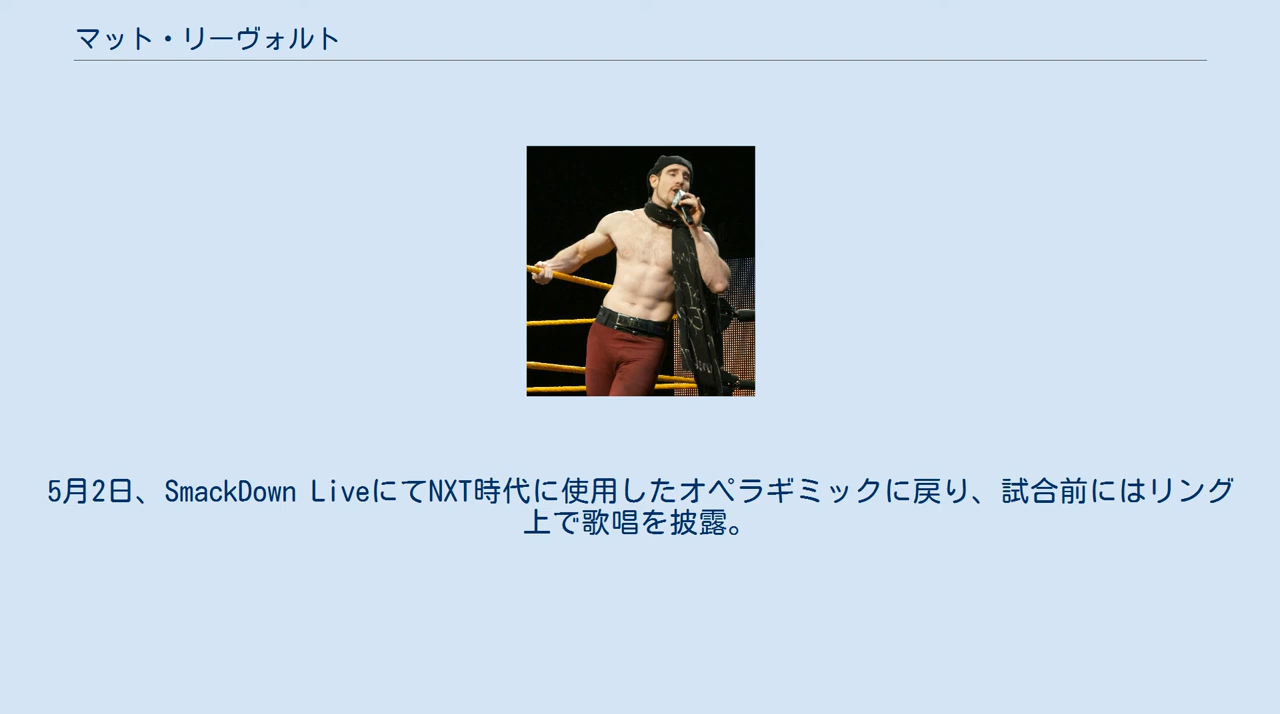 マット・リーヴォルト
5月2日、SmackDown LiveにてNXT時代に使用したオペラギミックに戻り、試合前にはリング
上で歌唱を披露。